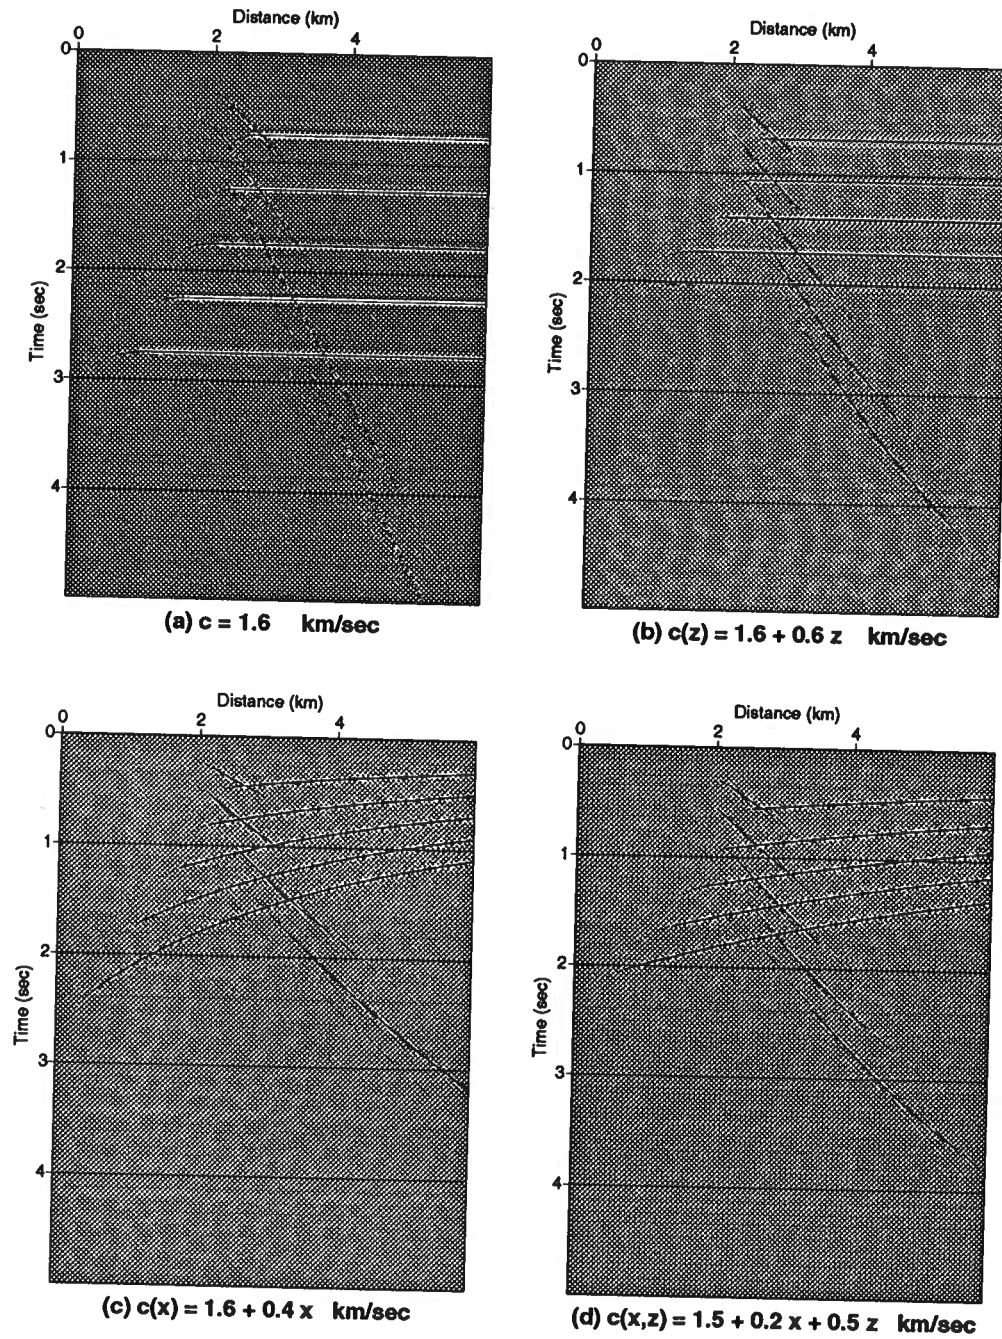 Distance (km)
0 2 4
0
1
2
3
4
Time (sec)
(a) c = 1.6 km/sec
Distance (km)
0 2 4
0
1
2
3
4
Time (sec)
(b) c(z) = 1.6 + 0.6 z km/sec
Distance (km)
0 2 4
0
1
2
3
4
Time (sec)
(c) c(x) = 1.6 + 0.4 x km/sec
Distance (km)
0 2 4
0
1
2
3
4
Time (sec)
(d) c(x,z) = 1.5 + 0.2 x + 0.5 z km/sec